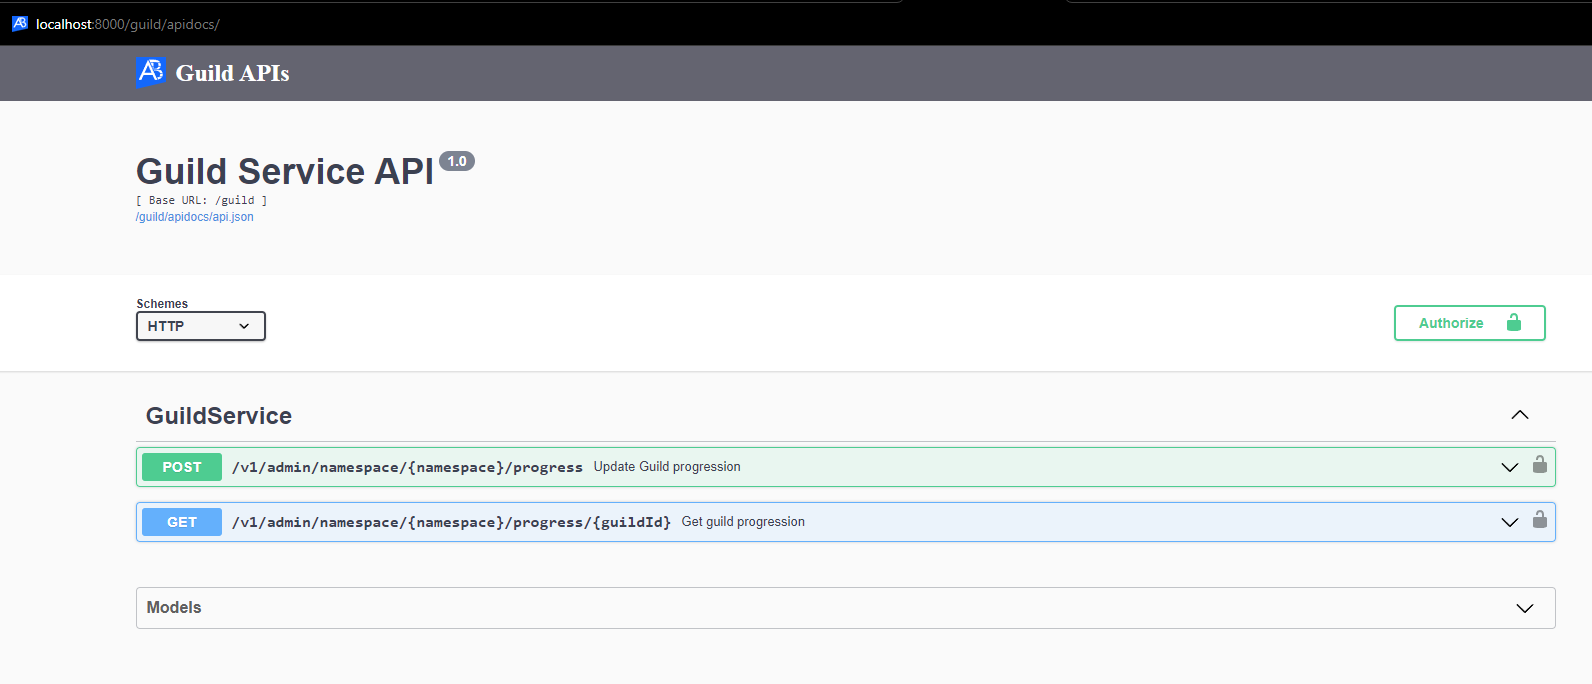 localhost:8000/guild/apidocs/
Guild APIs
Guild Service API 1.0
[ Base URL: /guild ]
/guild/apidocs/api.json
Schemes
HTTP
Authorize
GuildService
POST /v1/admin/namespace/{namespace}/progress Update Guild progression
GET /v1/admin/namespace/{namespace}/progress/{guildId} Get guild progression
Models